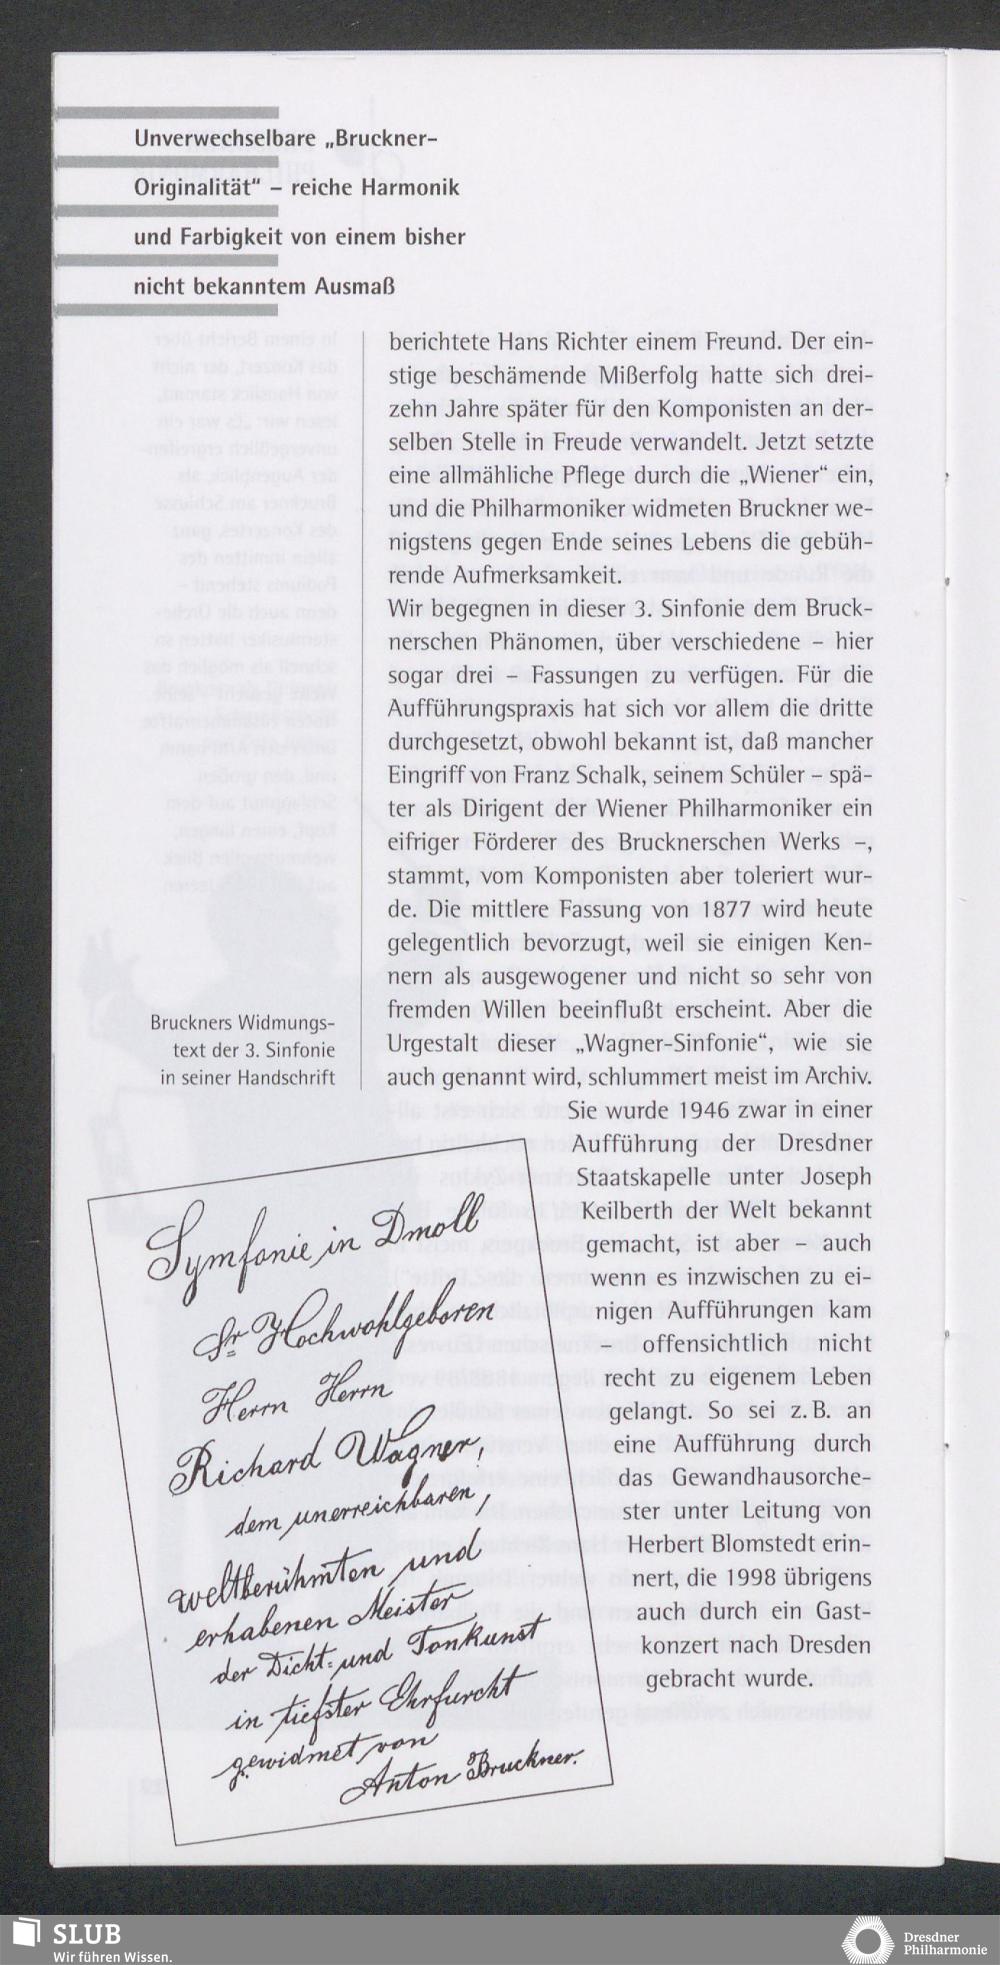 Unverwechselbare „Bruckner-
Originalität“ – reiche Harmonik
und Farbigkeit von einem bisher
nicht bekanntem Ausmaß
berichtete Hans Richter einem Freund. Der ein-
stige beschämende Mißerfolg hatte sich drei-
zehn Jahre später für den Komponisten an der-
selben Stelle in Freude verwandelt. Jetzt setzte
eine allmähliche Pflege durch die „Wiener“ ein,
und die Philharmoniker widmeten Bruckner we-
nigstens gegen Ende seines Lebens die gebüh-
rende Aufmerksamkeit.
Wir begegnen in dieser 3. Sinfonie dem Bruck-
nerschen Phänomen, über verschiedene – hier
sogar drei – Fassungen zu verfügen. Für die
Aufführungspraxis hat sich vor allem die dritte
durchgesetzt, obwohl bekannt ist, daß mancher
Eingriff von Franz Schalk, seinem Schüler – spä-
ter als Dirigent der Wiener Philharmoniker ein
eifriger Förderer des Brucknerschen Werks –,
stammt, vom Komponisten aber toleriert wur-
de. Die mittlere Fassung von 1877 wird heute
gelegentlich bevorzugt, weil sie einigen Ken-
nern als ausgewogener und nicht so sehr von
fremden Willen beeinflußt erscheint. Aber die
Urgestalt dieser „Wagner-Sinfonie“, wie sie
auch genannt wird, schlummert meist im Archiv.
Sie wurde 1946 zwar in einer
Aufführung der Dresdner
Staatskapelle unter Joseph
Keilberth der Welt bekannt
gemacht, ist aber – auch
wenn es inzwischen zu ei-
nigen Aufführungen kam
– offensichtlich nicht
recht zu eigenem Leben
gelangt. So sei z. B. an
eine Aufführung durch
das Gewandhausorche-
ster unter Leitung von
Herbert Blomstedt erin-
nert, die 1998 übrigens
auch durch ein Gast-
konzert nach Dresden
gebracht wurde.
Bruckners Widmungs-
text der 3. Sinfonie
in seiner Handschrift
Symfonie in Dmoll
Sr Hochwohlgeboren
Herrn Herrn
Richard Wagner,
dem unerreichbaren,
weltberühmten und
erhabenen Meister
der Dicht- und Tonkunst
in tiefster Ehrfurcht
gewidmet von
Anton Bruckner.
SLUB
Wir führen Wissen.
Dresdner
Philharmonie